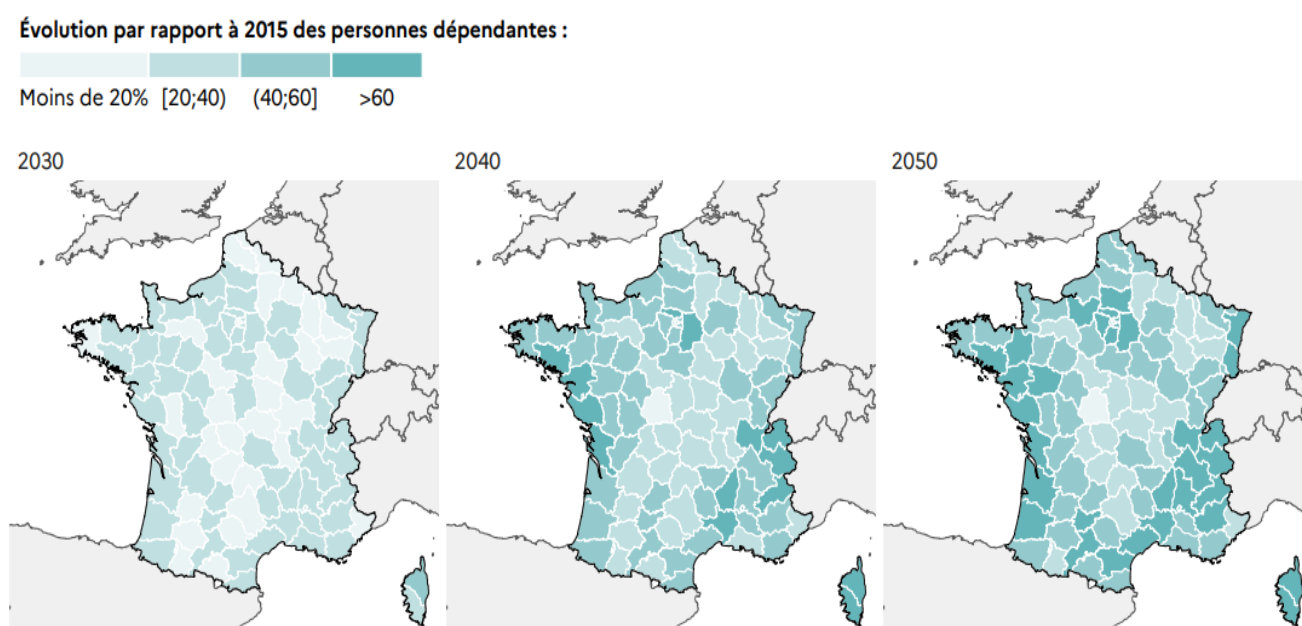 Évolution par rapport à 2015 des personnes dépendantes :
Moins de 20% [20;40) (40;60] >60
2030 2040 2050